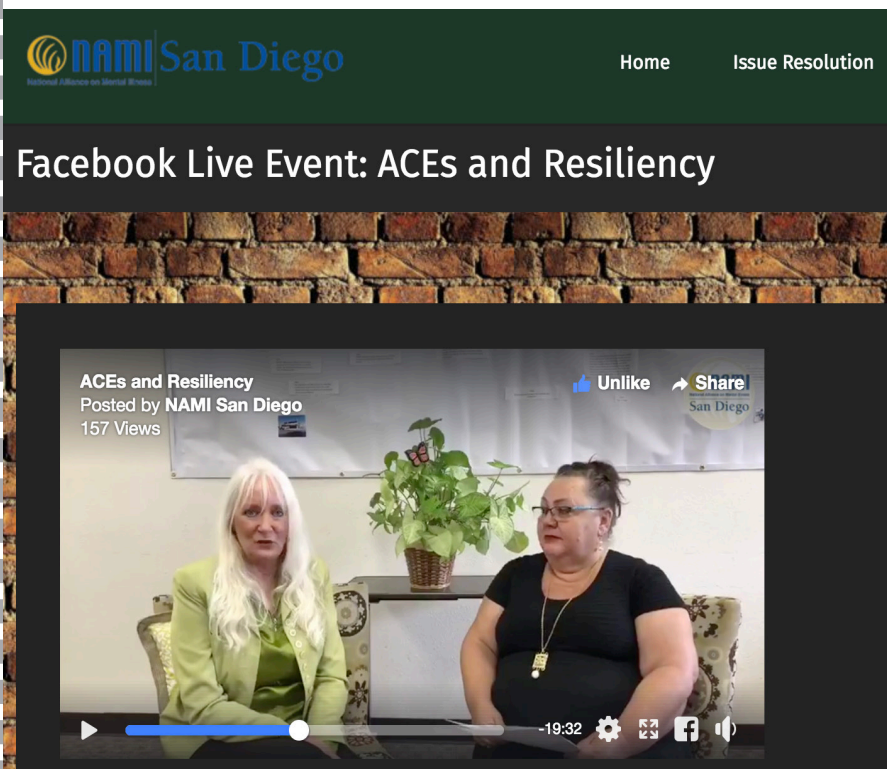 NAMI San Diego
National Alliance on Mental Illness
Home
Issue Resolution
Facebook Live Event: ACEs and Resiliency
ACEs and Resiliency
Posted by NAMI San Diego
157 Views
Unlike
Share
NAMI
San Diego
-19:32